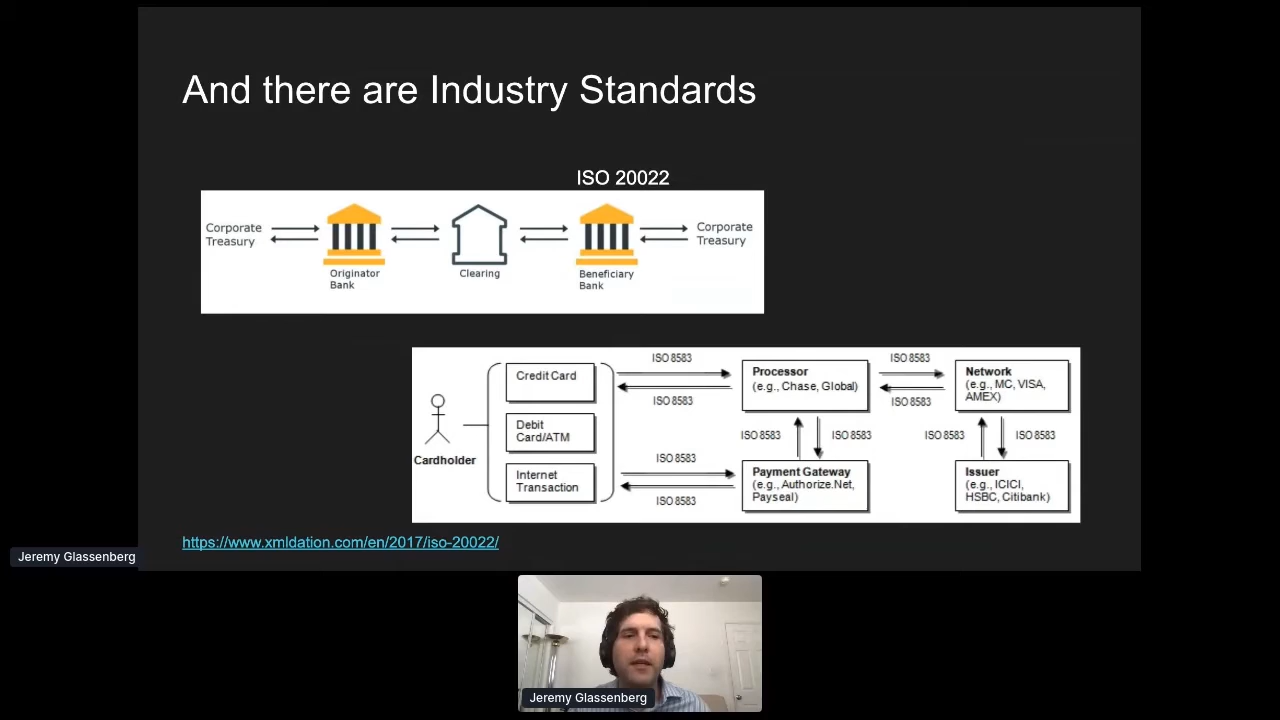 And there are Industry Standards
ISO 20022
Corporate
Treasury
Originator
Bank
Clearing
Beneficiary
Bank
Corporate
Treasury
Cardholder
Credit Card
Debit
Card/ATM
Internet
Transaction
ISO 8583
ISO 8583
ISO 8583
ISO 8583
Processor
(e.g., Chase, Global)
ISO 8583
ISO 8583
Payment Gateway
(e.g., Authorize.Net,
Payseal)
ISO 8583
ISO 8583
Network
(e.g., MC, VISA,
AMEX)
ISO 8583
ISO 8583
Issuer
(e.g., ICICI,
HSBC, Citibank)
https://www.xmldation.com/en/2017/iso-20022/
Jeremy Glassenberg
Jeremy Glassenberg